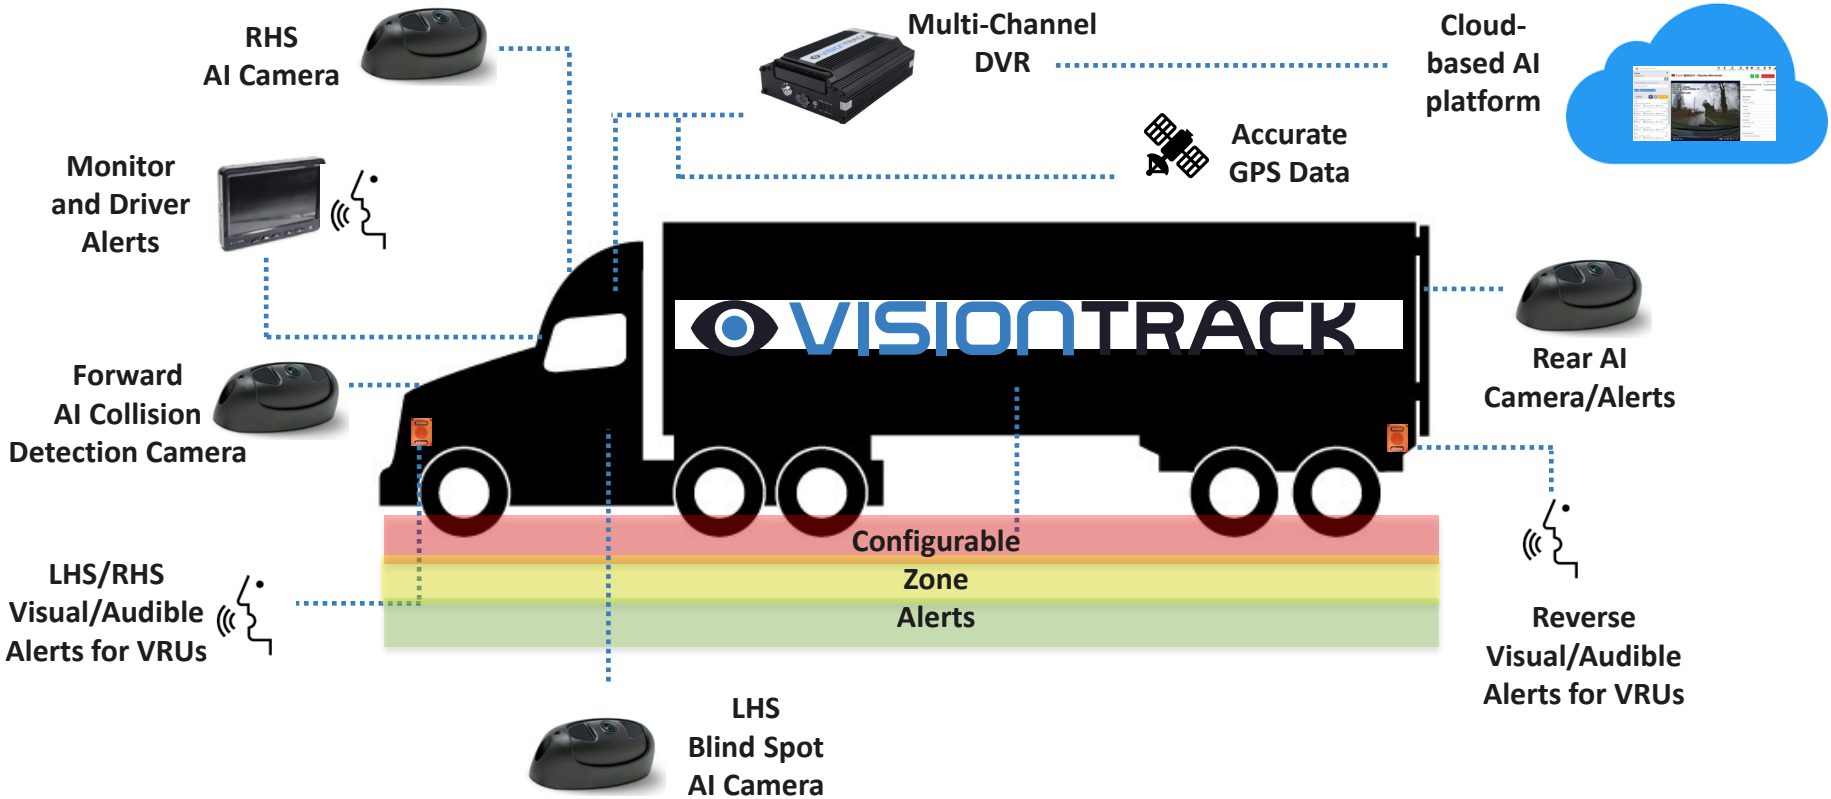 RHS
AI Camera
Multi-Channel
DVR
Cloud-
based AI
platform
VISIONTRACK
Accurate
GPS Data
Monitor
and Driver
Alerts
VISIONTRACK
Rear AI
Camera/Alerts
Forward
AI Collision
Detection Camera
Configurable
Zone
Alerts
LHS/RHS
Visual/Audible
Alerts for VRUs
Reverse
Visual/Audible
Alerts for VRUs
LHS
Blind Spot
AI Camera